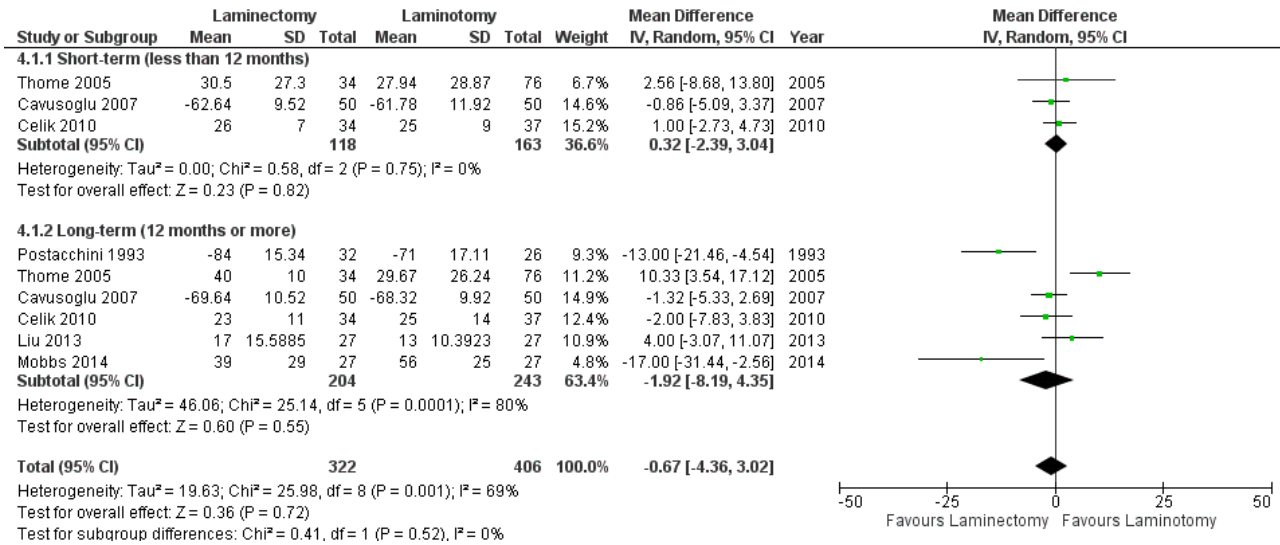 Laminectomy Laminotomy Mean Difference Mean Difference
Study or Subgroup Mean SD Total Mean SD Total Weight IV, Random, 95% CI Year IV, Random, 95% CI
4.1.1 Short-term (less than 12 months)
Thome 2005 30.5 27.3 34 27.94 28.87 76 6.7% 2.56 [-8.68, 13.80] 2005
Cavusoglu 2007 -62.64 9.52 50 -61.78 11.92 50 14.6% -0.86 [-5.09, 3.37] 2007
Celik 2010 26 7 34 25 9 37 15.2% 1.00 [-2.73, 4.73] 2010
Subtotal (95% CI) 118 163 36.6% 0.32 [-2.39, 3.04]
Heterogeneity: Tau² = 0.00; Chi² = 0.58, df = 2 (P = 0.75); I² = 0%
Test for overall effect: Z = 0.23 (P = 0.82)
4.1.2 Long-term (12 months or more)
Postacchini 1993 -84 15.34 32 -71 17.11 26 9.3% -13.00 [-21.46, -4.54] 1993
Thome 2005 40 10 34 29.67 26.24 76 11.2% 10.33 [3.54, 17.12] 2005
Cavusoglu 2007 -69.64 10.52 50 -68.32 9.92 50 14.9% -1.32 [-5.33, 2.69] 2007
Celik 2010 23 11 34 25 14 37 12.4% -2.00 [-7.83, 3.83] 2010
Liu 2013 17 15.5885 27 13 10.3923 27 10.9% 4.00 [-3.07, 11.07] 2013
Mobbs 2014 39 29 27 56 25 27 4.8% -17.00 [-31.44, -2.56] 2014
Subtotal (95% CI) 204 243 63.4% -1.92 [-8.19, 4.35]
Heterogeneity: Tau² = 46.06; Chi² = 25.14, df = 5 (P = 0.0001); I² = 80%
Test for overall effect: Z = 0.60 (P = 0.55)
Total (95% CI) 322 406 100.0% -0.67 [-4.36, 3.02]
Heterogeneity: Tau² = 19.63; Chi² = 25.98, df = 8 (P = 0.001); I² = 69%
Test for overall effect: Z = 0.36 (P = 0.72)
Test for subgroup differences: Chi² = 0.41, df = 1 (P = 0.52), I² = 0%
-50 -25 0 25 50
Favours Laminectomy Favours Laminotomy